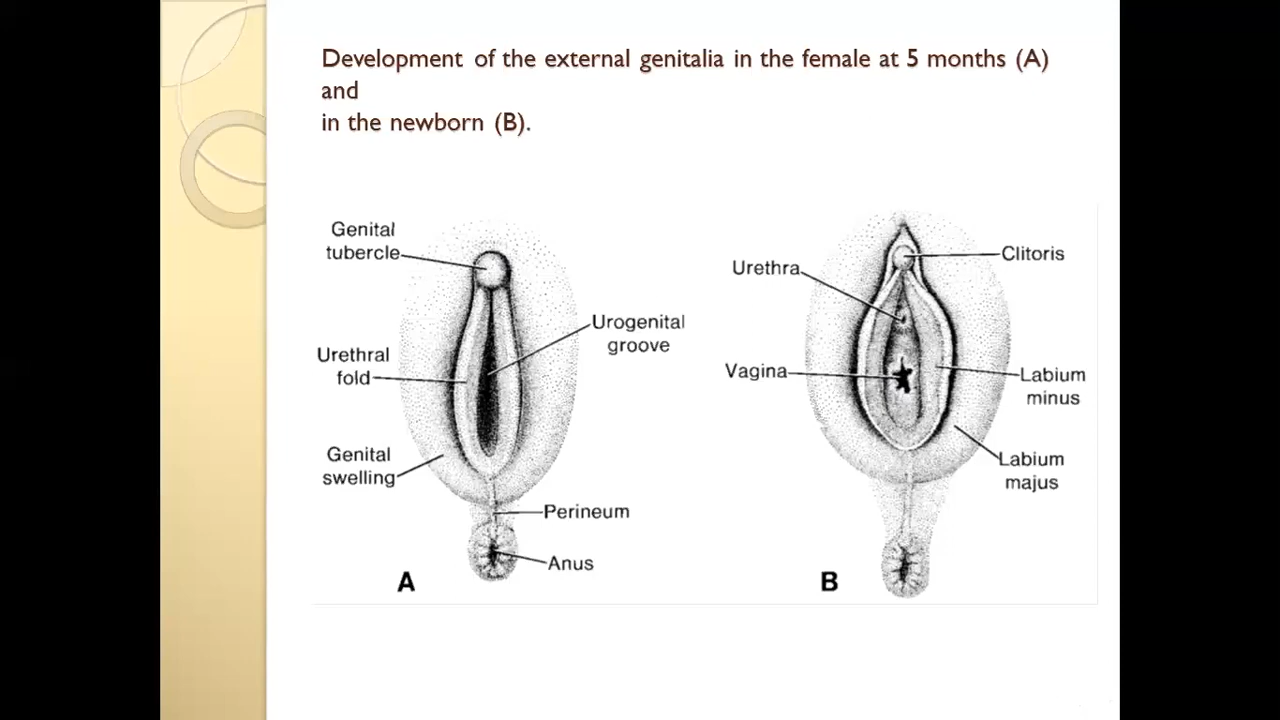 Development of the external genitalia in the female at 5 months (A)
and
in the newborn (B).
Genital
tubercle
Urethral
fold
Genital
swelling
Urogenital
groove
Perineum
Anus
A
Urethra
Vagina
Clitoris
Labium
minus
Labium
majus
B